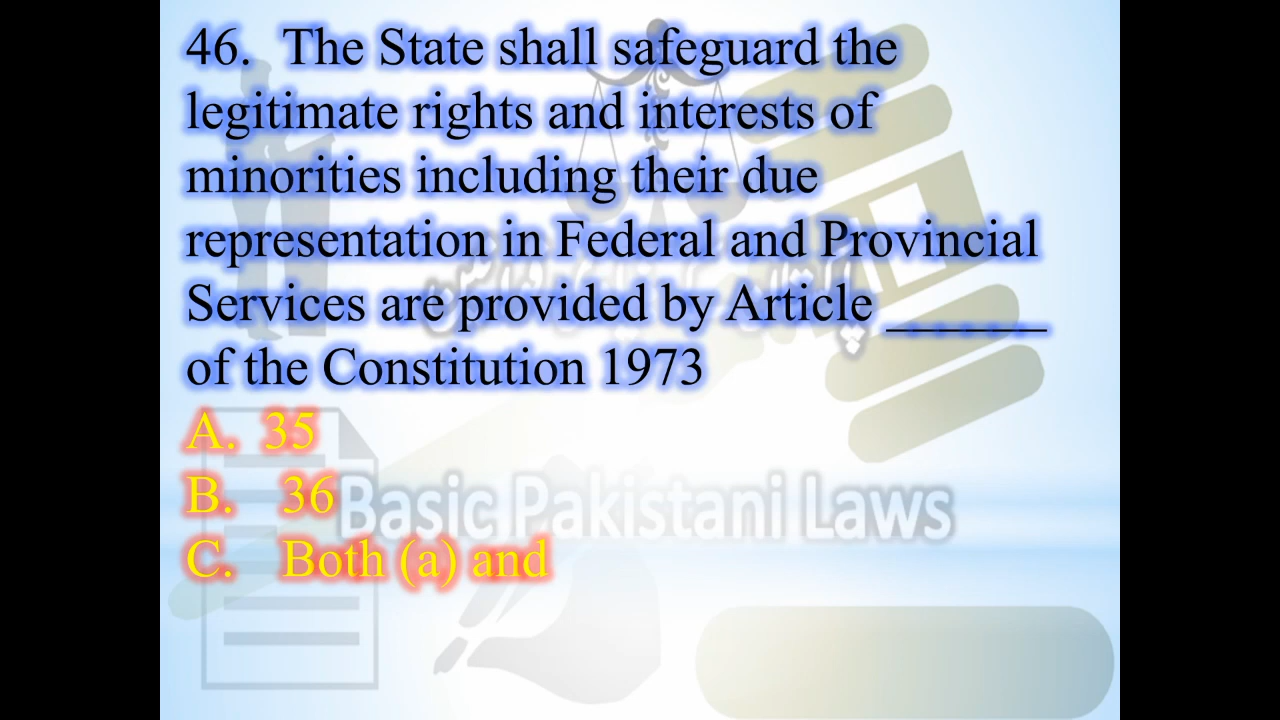 46. The State shall safeguard the
legitimate rights and interests of
minorities including their due
representation in Federal and Provincial
Services are provided by Article ______
of the Constitution 1973
A. 35
B. 36
Basic Pakistani Laws
C. Both (a) and